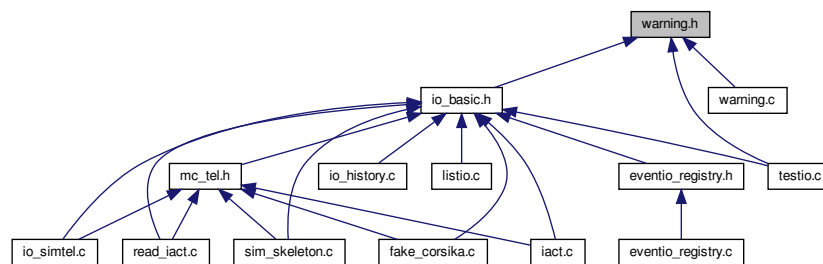 warning.h
io_basic.h
warning.c
mc_tel.h
io_history.c
listio.c
eventio_registry.h
testio.c
io_simtel.c
read_iact.c
sim_skeleton.c
fake_corsika.c
iact.c
eventio_registry.c